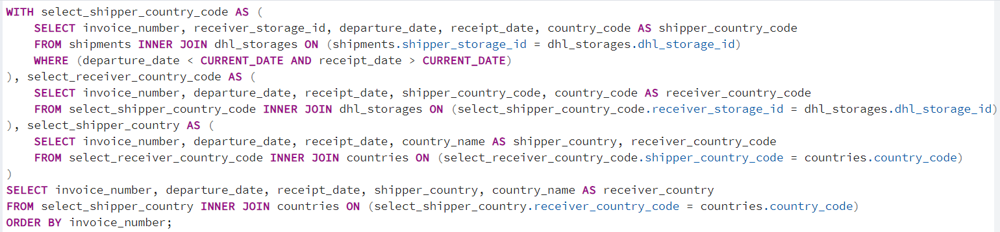 WITH select_shipper_country_code AS (
    SELECT invoice_number, receiver_storage_id, departure_date, receipt_date, country_code AS shipper_country_code
    FROM shipments INNER JOIN dhl_storages ON (shipments.shipper_storage_id = dhl_storages.dhl_storage_id)
    WHERE (departure_date < CURRENT_DATE AND receipt_date > CURRENT_DATE)
), select_receiver_country_code AS (
    SELECT invoice_number, departure_date, receipt_date, shipper_country_code, country_code AS receiver_country_code
    FROM select_shipper_country_code INNER JOIN dhl_storages ON (select_shipper_country_code.receiver_storage_id = dhl_storages.dhl_storage_id)
), select_shipper_country AS (
    SELECT invoice_number, departure_date, receipt_date, country_name AS shipper_country, receiver_country_code
    FROM select_receiver_country_code INNER JOIN countries ON (select_receiver_country_code.shipper_country_code = countries.country_code)
)
SELECT invoice_number, departure_date, receipt_date, shipper_country, country_name AS receiver_country
FROM select_shipper_country INNER JOIN countries ON (select_shipper_country.receiver_country_code = countries.country_code)
ORDER BY invoice_number;